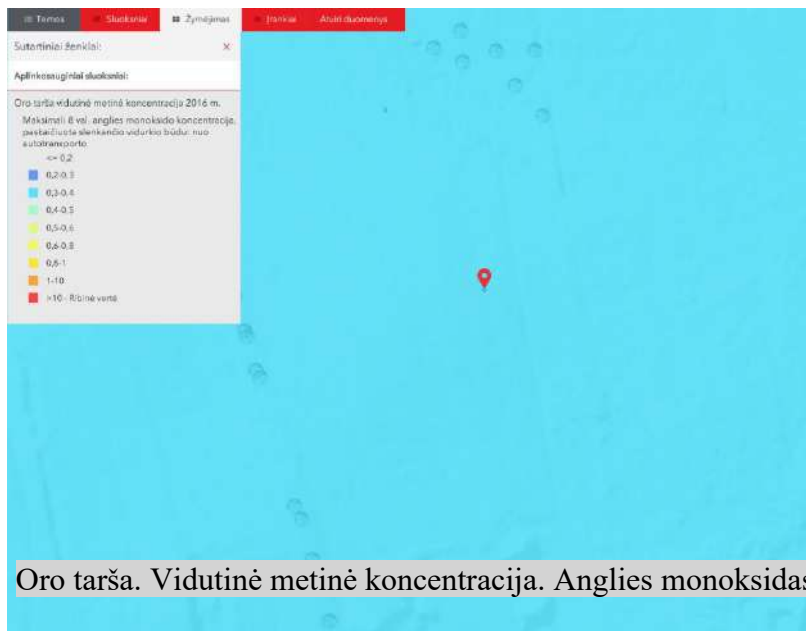 Temos Sluoksniai Žymėjimas Įrankiai Atviri duomenys
Sutartiniai ženklai:
Aplinkosauginiai sluoksniai:
Oro tarša vidutinė metinė koncentracija 2016 m.
Maksimali 8 val. anglies monoksido koncentracija,
paskaičiuota slenkančio vidurkio būdu: nuo
autotransporto
<= 0,2
0,2-0,3
0,3-0,4
0,4-0,5
0,5-0,6
0,6-0,8
0,8-1
1-10
>10 - Ribinė vertė
Oro tarša. Vidutinė metinė koncentracija. Anglies monoksidas